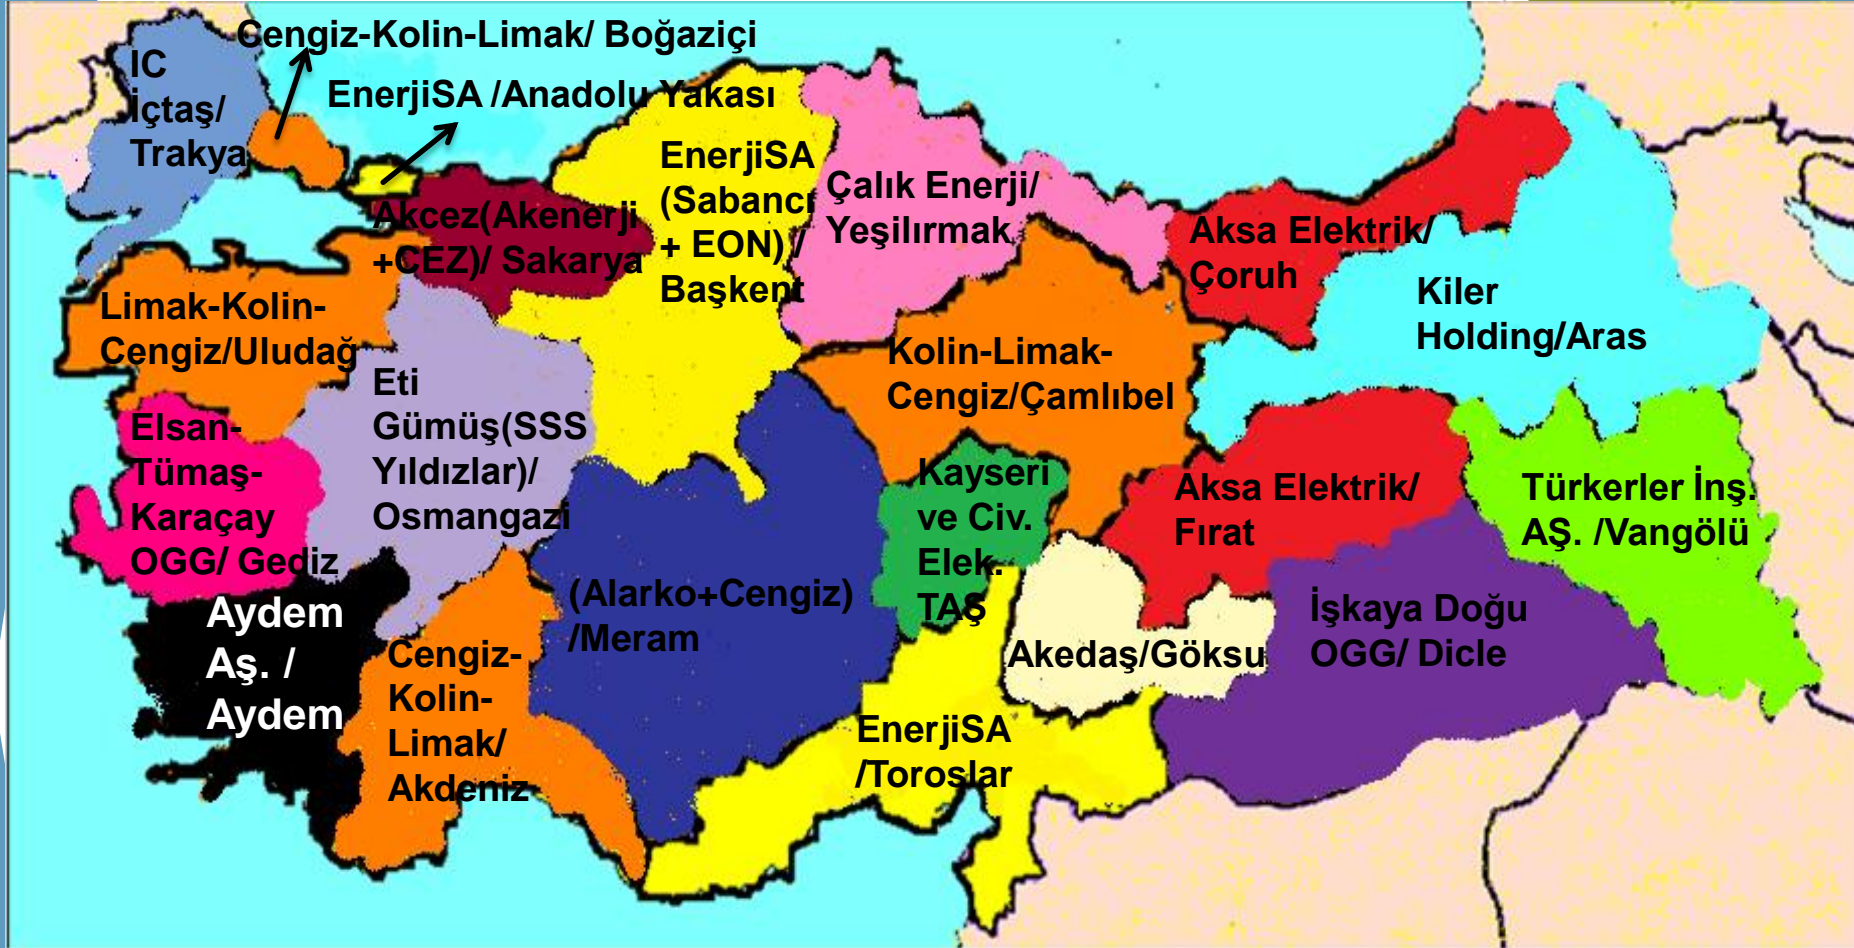 Cengiz-Kolin-Limak/ Boğaziçi
IC
İçtaş/
Trakya
EnerjiSA /Anadolu Yakası
EnerjiSA
(Sabancı
+ EON) /
Başkent
Çalık Enerji/
Yeşilırmak
Akcez(Akenerji
+CEZ)/ Sakarya
Aksa Elektrik/
Çoruh
Kiler
Holding/Aras
Limak-Kolin-
Cengiz/Uludağ
Kolin-Limak-
Cengiz/Çamlıbel
Eti
Gümüş(SSS
Yıldızlar)/
Osmangazi
Elsan-
Tümaş-
Karaçay
OGG/ Gediz
Kayseri
ve Civ.
Elek.
TAŞ
Aksa Elektrik/
Fırat
Türkerler İnş.
AŞ. /Vangölü
Aydem
Aş. /
Aydem
(Alarko+Cengiz)
/Meram
Akedaş/Göksu
İşkaya Doğu
OGG/ Dicle
Cengiz-
Kolin-
Limak/
Akdeniz
EnerjiSA
/Toroslar